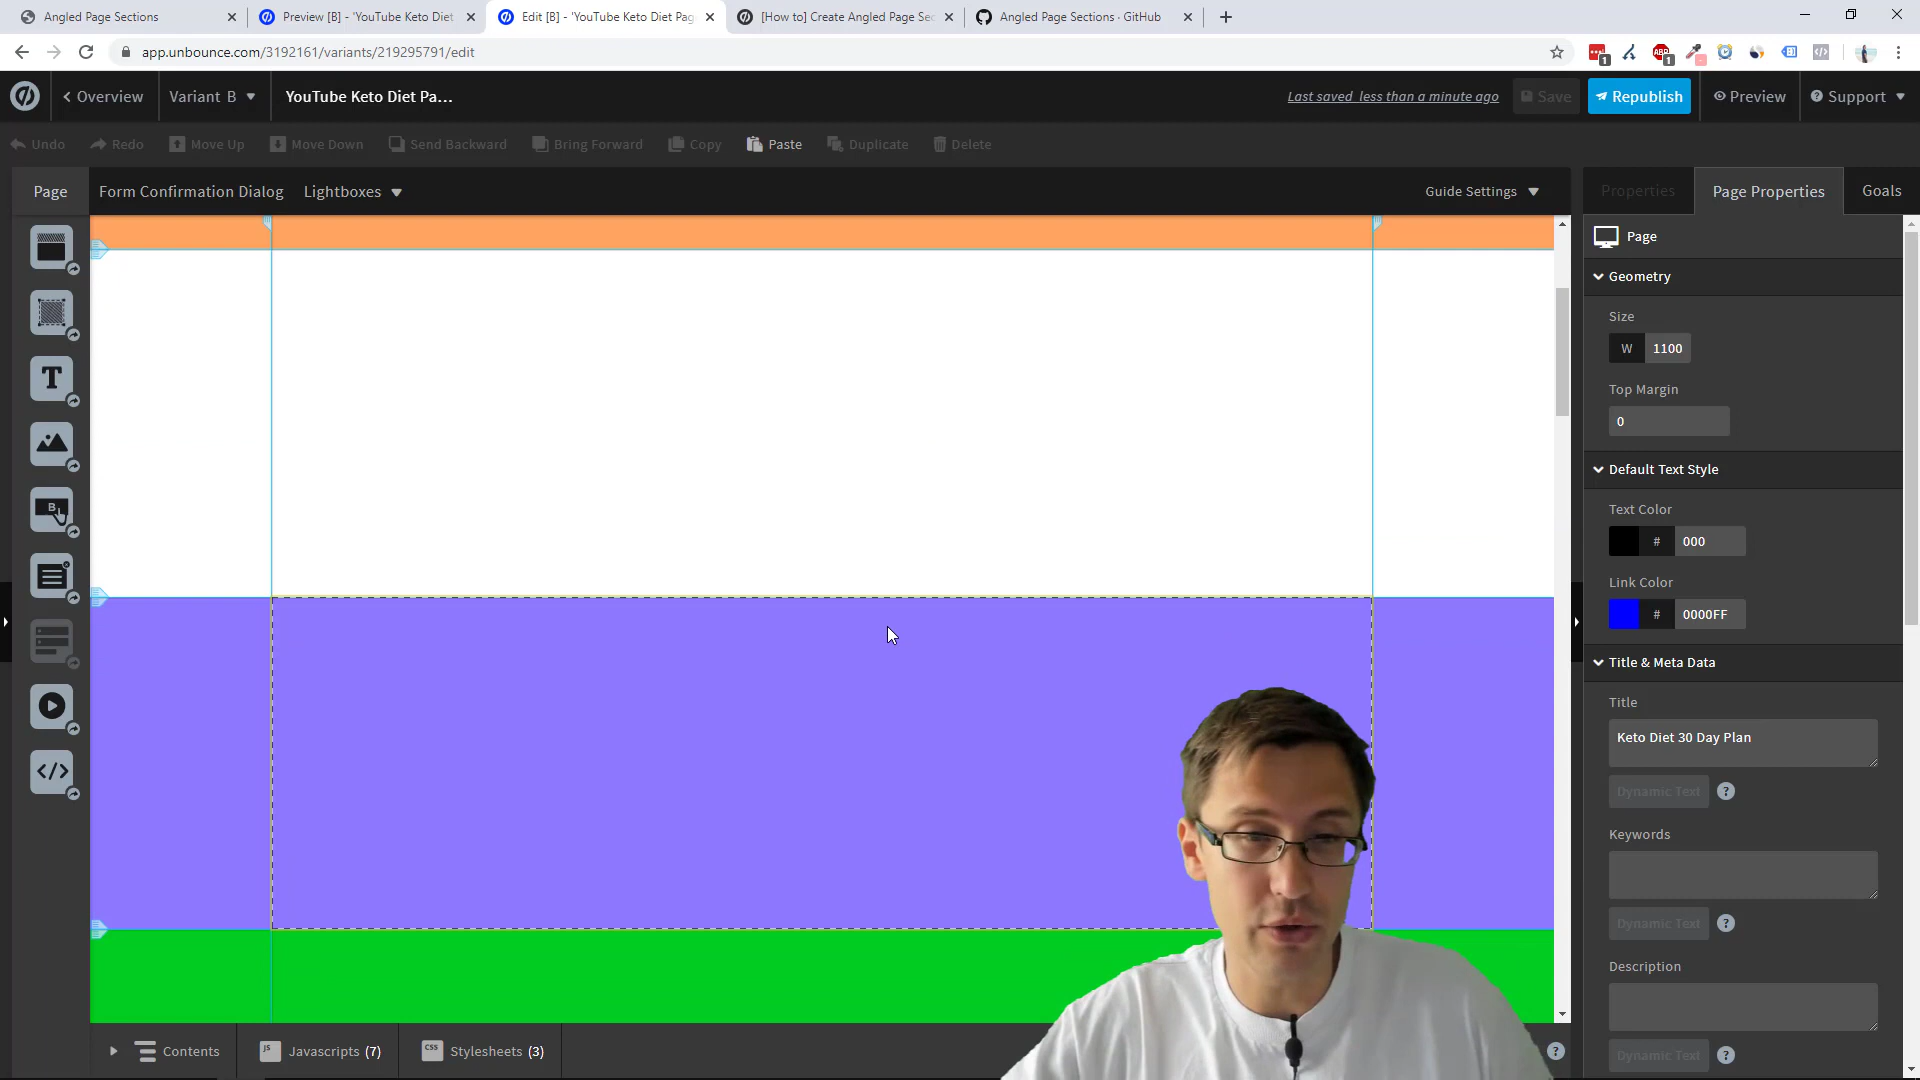 Angled Page Sections
Preview [B] - 'YouTube Keto Diet
Edit [B] - 'YouTube Keto Diet Pag
[How to] Create Angled Page Sec
Angled Page Sections · GitHub
app.unbounce.com/3192161/variants/219295791/edit
Overview
Variant B
YouTube Keto Diet Pa...
Last saved less than a minute ago
Save
Republish
Preview
Support
Undo
Redo
Move Up
Move Down
Send Backward
Bring Forward
Copy
Paste
Duplicate
Delete
Page
Form Confirmation Dialog
Lightboxes
Guide Settings
Properties
Page Properties
Goals
Page
Geometry
Size
W 1100
Top Margin
0
Default Text Style
Text Color
# 000
Link Color
# 0000FF
Title & Meta Data
Title
Keto Diet 30 Day Plan
Dynamic Text ?
Keywords
Dynamic Text ?
Description
Dynamic Text ?
T
B
</>
Contents
JS Javascripts (7)
CSS Stylesheets (3)
?